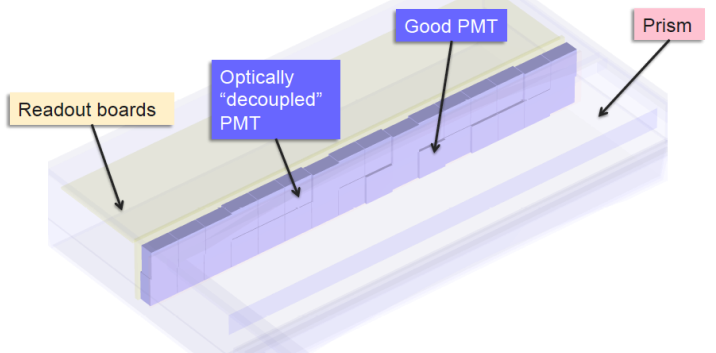 Good PMT
Prism
Optically
“decoupled”
PMT
Readout boards